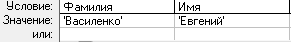 Условие: Фамилия Имя
Значение: 'Василенко' 'Евгений'
или: